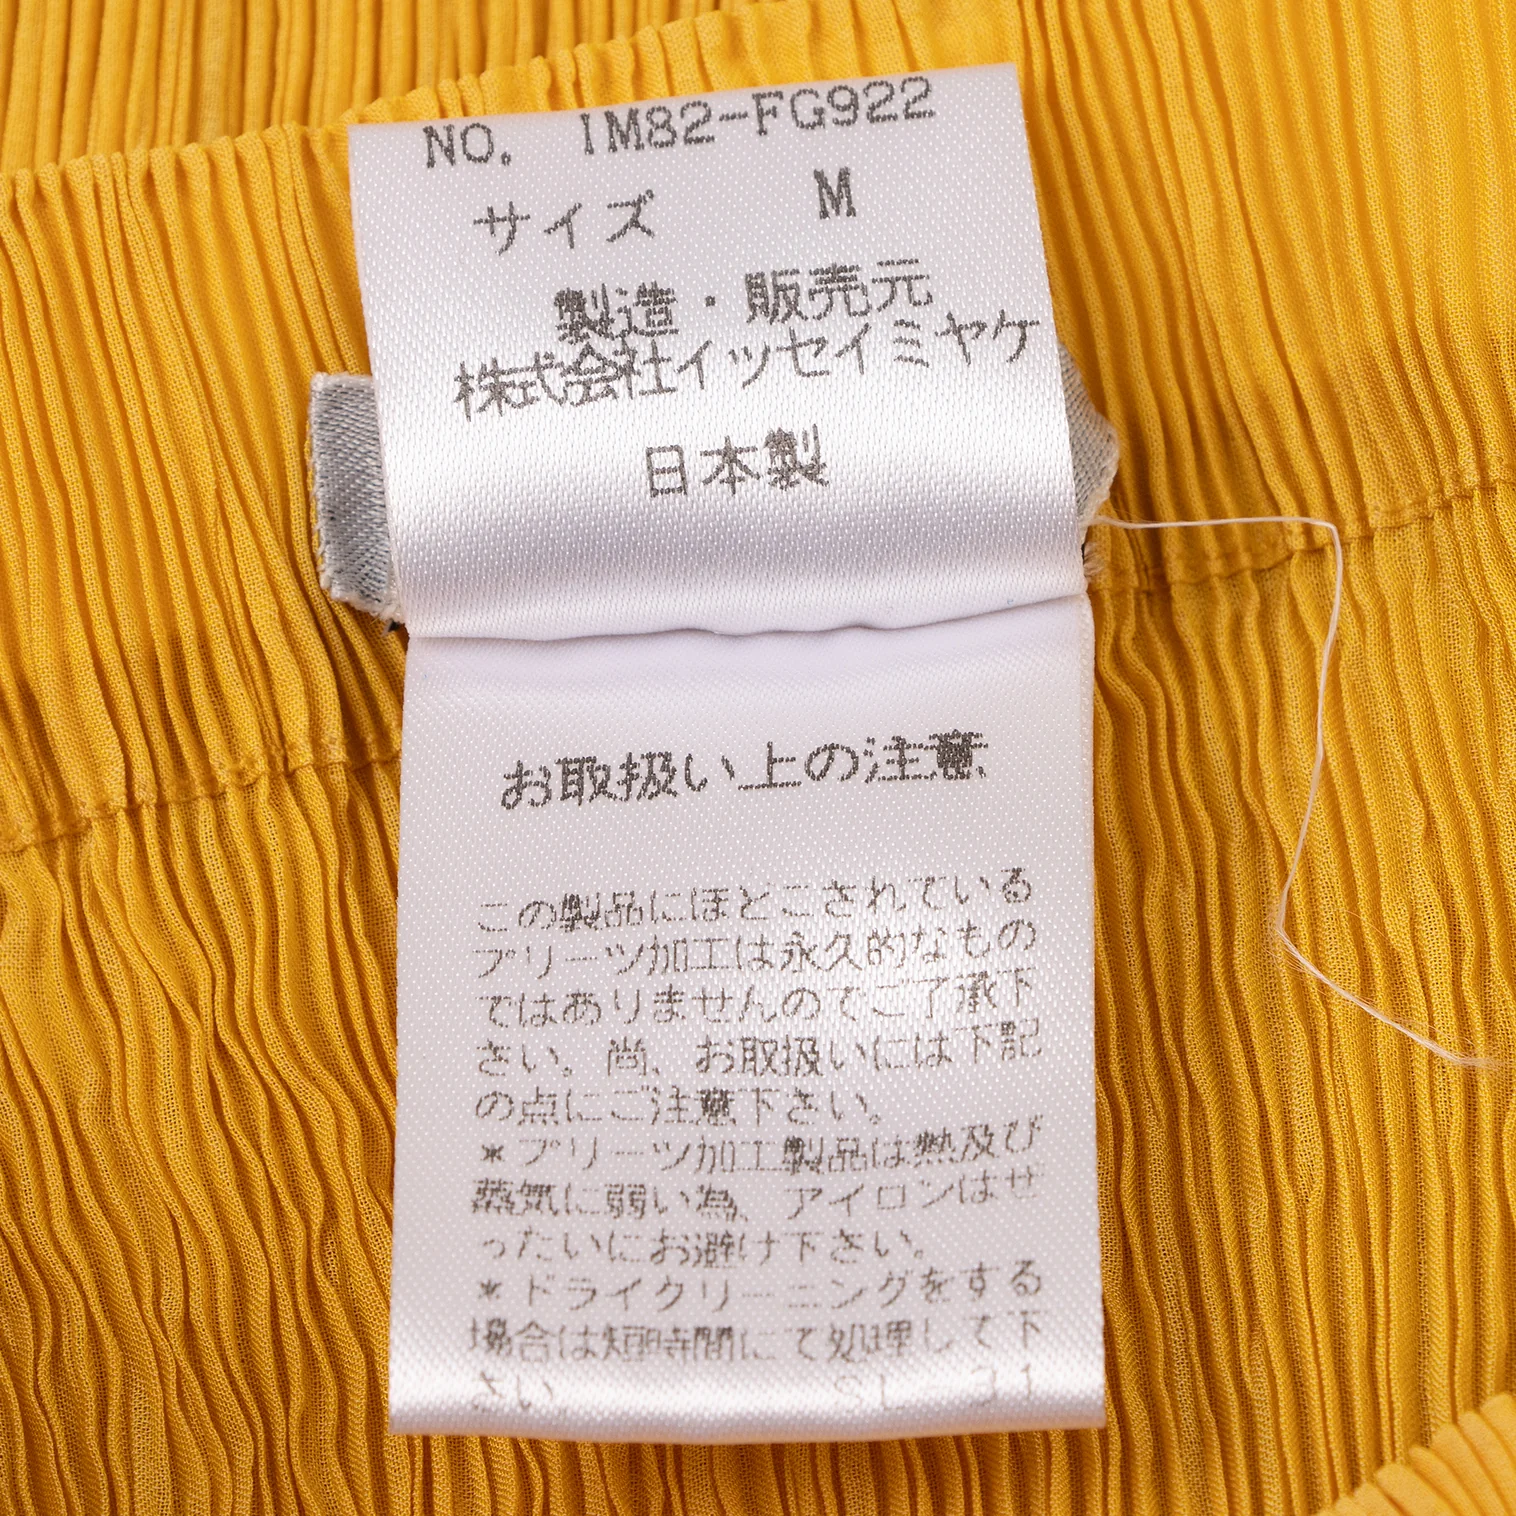 NO. IM82-FG922
サイズ M
製造・販売元
株式会社イッセイミヤケ
日本製
お取扱い上の注意
この製品にほどこされている
プリーツ加工は永久的なもの
ではありませんのでご了承下
さい。尚、お取扱いには下記
の点にご注意下さい。
*プリーツ加工製品は熱及び
蒸気に弱い為、アイロンはぜ
ったいにお避け下さい。
*ドライクリーニングをする
場合は短時間にて処理して下
さい SL-31